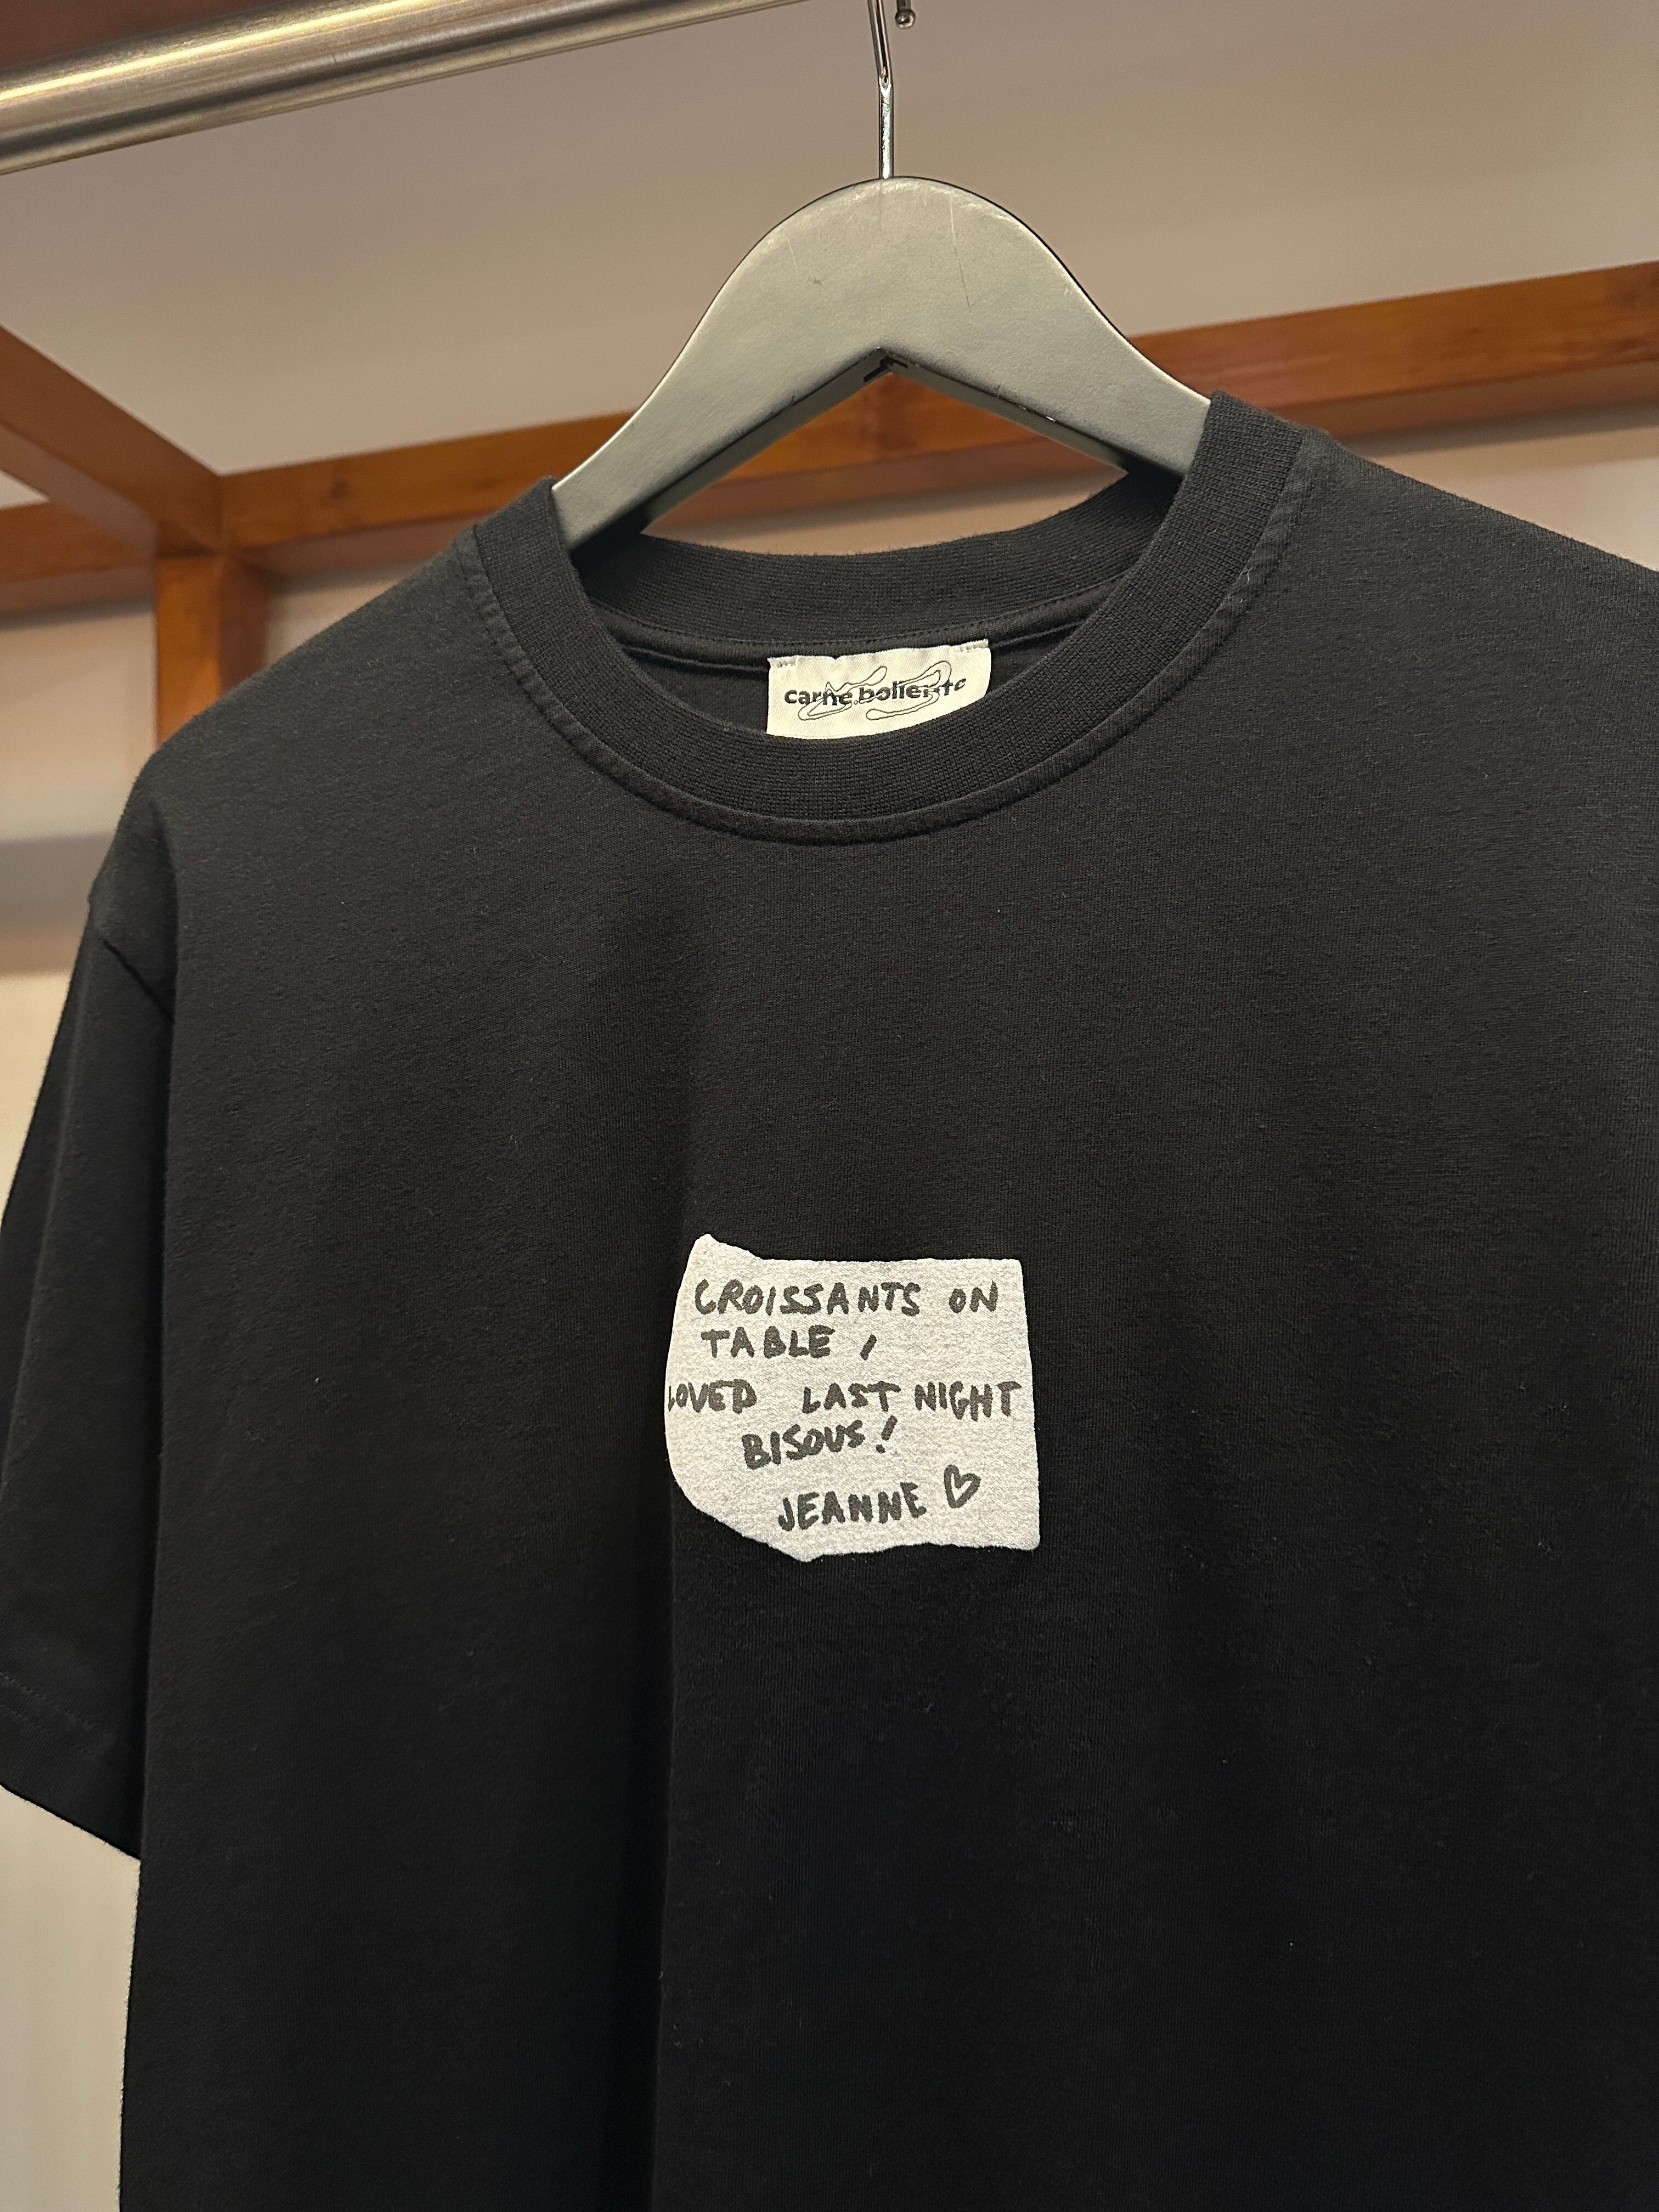 carne bollente
CROISSANTS ON
TABLE,
LOVED LAST NIGHT
BISOUS!
JEANNE ♡